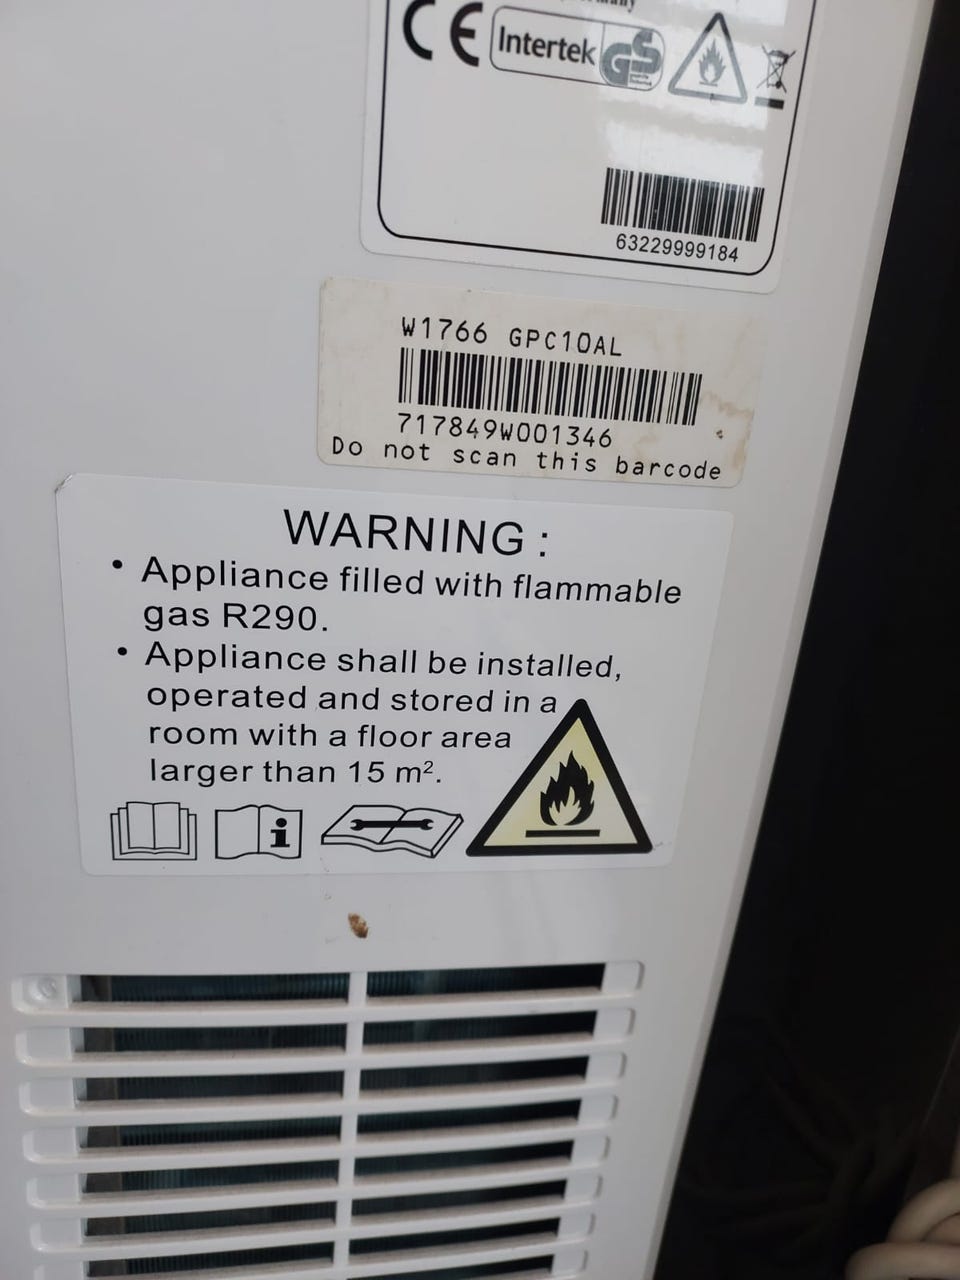 CE Intertek GS
63229999184
W1766 GPC10AL
717849W001346
Do not scan this barcode
WARNING :
• Appliance filled with flammable
gas R290.
• Appliance shall be installed,
operated and stored in a
room with a floor area
larger than 15 m².
i